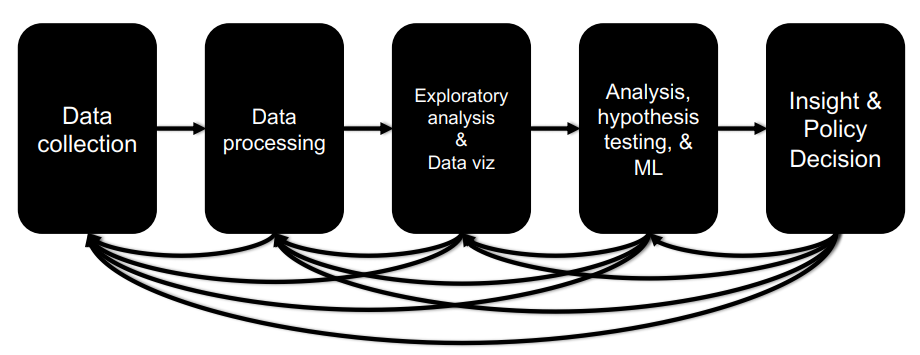 Data
collection
Data
processing
Exploratory
analysis
&
Data viz
Analysis,
hypothesis
testing, &
ML
Insight &
Policy
Decision